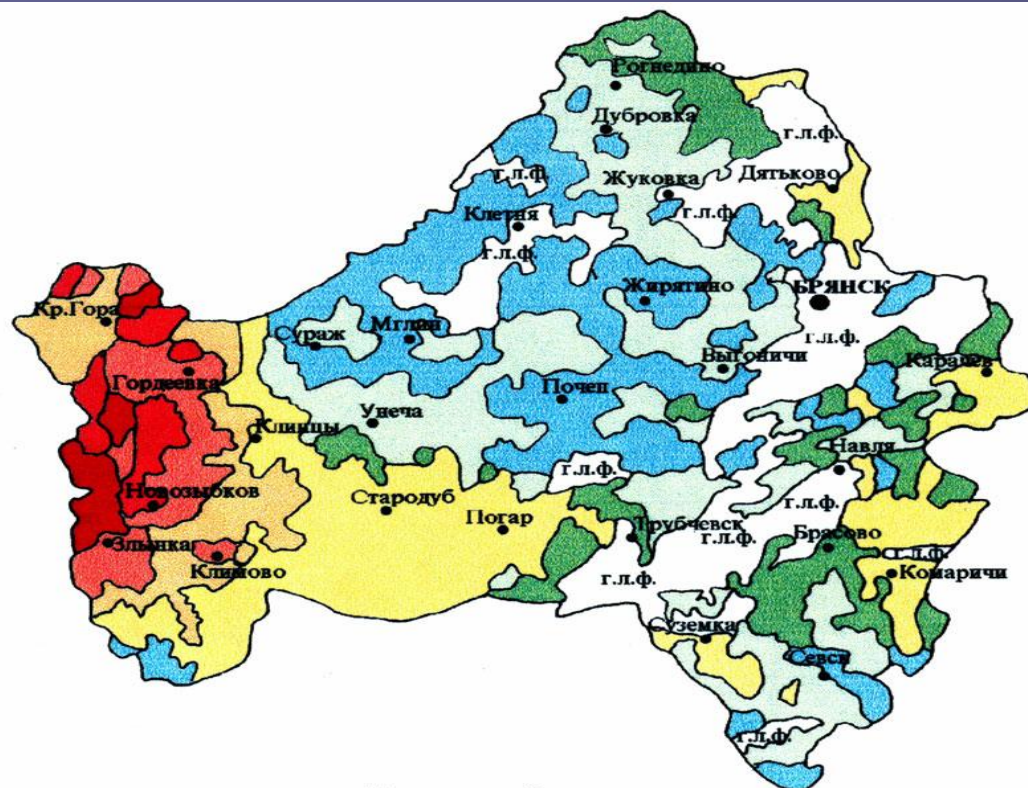 Рогнедино
Дубровка
г.л.ф.
г.л.ф.
Жуковка
Дятьково
г.л.ф.
Клетня
г.л.ф.
Жирятино
БРЯНСК
Кр.Гора
Сураж
Мглин
г.л.ф.
Выгоничи
Карачев
Гордеевка
Почеп
Унеча
Клинцы
Навля
г.л.ф.
Новозыбков
Стародуб
Погар
г.л.ф.
Трубчевск
г.л.ф.
Брасово
Злынка
Климово
г.л.ф.
г.л.ф.
Комаричи
Суземка
Севск
г.л.ф.